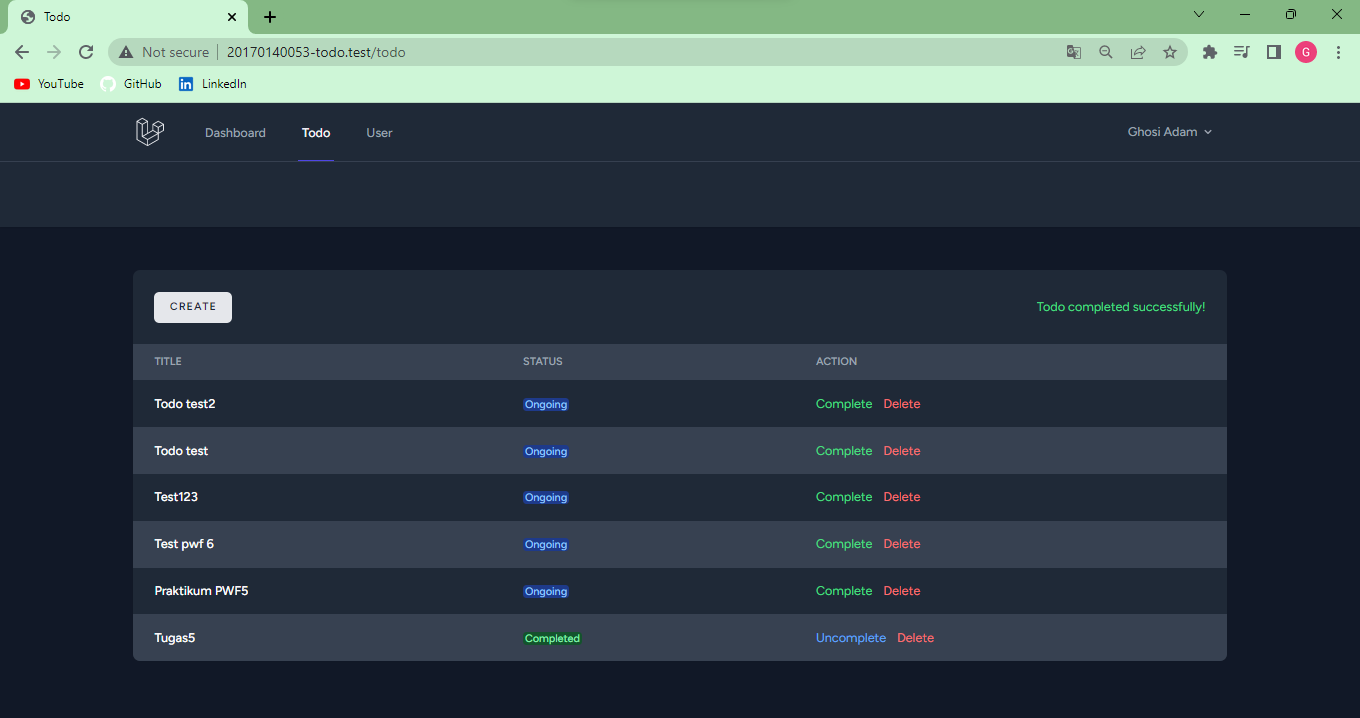 Todo
Not secure 20170140053-todo.test/todo
G
YouTube GitHub LinkedIn
Dashboard Todo User Ghosi Adam
CREATE Todo completed successfully!
TITLE STATUS ACTION
Todo test2 Ongoing Complete Delete
Todo test Ongoing Complete Delete
Test123 Ongoing Complete Delete
Test pwf 6 Ongoing Complete Delete
Praktikum PWF5 Ongoing Complete Delete
Tugas5 Completed Uncomplete Delete